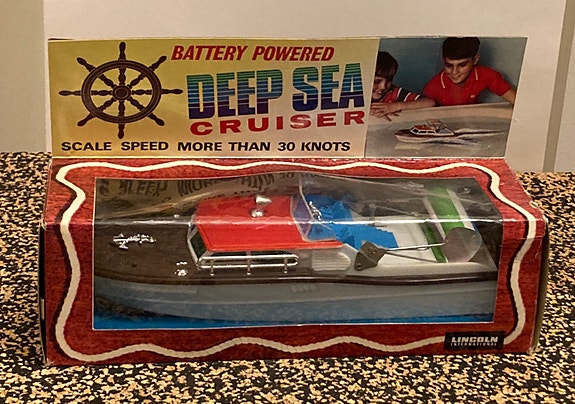 BATTERY POWERED
DEEP SEA
CRUISER
SCALE SPEED MORE THAN 30 KNOTS
LINCOLN
INTERNATIONAL